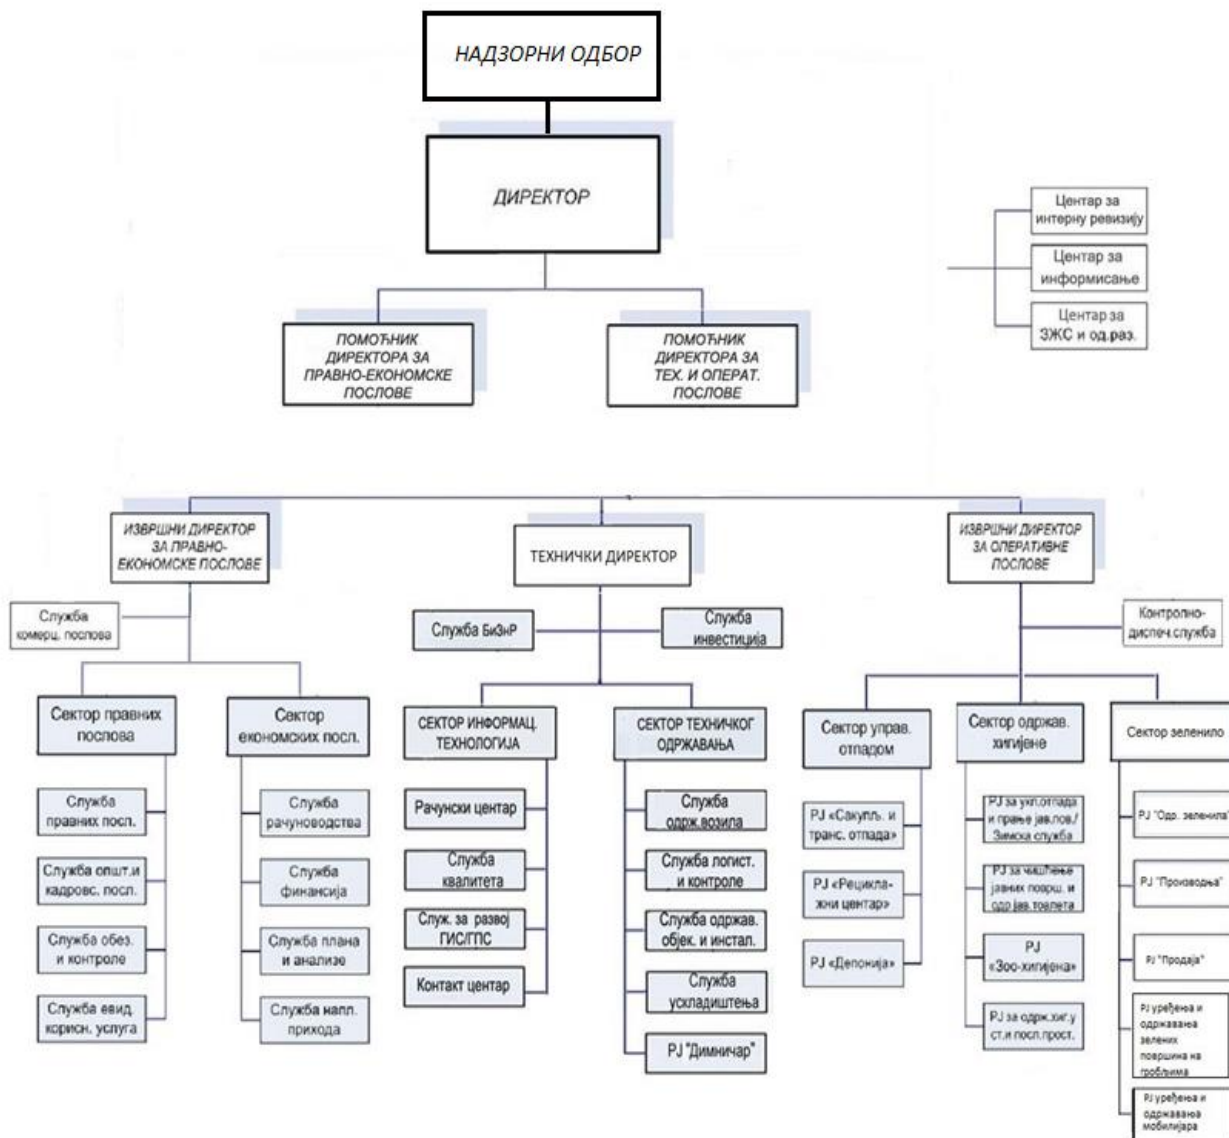 НАДЗОРНИ ОДБОР
ДИРЕКТОР
Центар за
интерну ревизију
Центар за
информисање
Центар за
ЗЖС и од.раз.
ПОМОЋНИК
ДИРЕКТОРА ЗА
ПРАВНО-ЕКОНОМСКЕ
ПОСЛОВЕ
ПОМОЋНИК
ДИРЕКТОРА ЗА
ТЕХ. И ОПЕРАТ.
ПОСЛОВЕ
ИЗВРШНИ ДИРЕКТОР
ЗА ПРАВНО-
ЕКОНОМСКЕ ПОСЛОВЕ
ТЕХНИЧКИ ДИРЕКТОР
ИЗВРШНИ ДИРЕКТОР
ЗА ОПЕРАТИВНЕ
ПОСЛОВЕ
Служба
комерц. послова
Служба БиЗнР
Служба
инвестиција
Контролно-
диспеч.служба
Сектор правних
послова
Сектор
економских посл.
СЕКТОР ИНФОРМАЦ.
ТЕХНОЛОГИЈА
СЕКТОР ТЕХНИЧКОГ
ОДРЖАВАЊА
Сектор управ.
отпадом
Сектор одржав.
хигијене
Сектор зеленило
Служба
правних посл.
Служба општ.и
кадровс. посл.
Служба обез.
и контроле
Служба евид.
корисн. услуга
Служба
рачуноводства
Служба
финансија
Служба плана
и анализе
Служба напл.
прихода
Рачунски центар
Служба
квалитета
Служ. за развој
ГИС/ГПС
Контакт центар
Служба
одрж.возила
Служба логист.
и контроле
Служба одржав.
објек. и инстал.
Служба
ускладиштења
РЈ "Димничар"
РЈ «Сакупљ. и
транс. отпада»
РЈ «Рецикла-
жни центар»
РЈ «Депонија»
РЈ за укл.отпада
и прање јав.пов./
Зимска служба
РЈ за чишћење
јавних површ. и
одр.јав.тоалета
РЈ
«Зоо-хигијена»
РЈ за одрж.хиг.у
ст.и посл.прост.
РЈ "Одр. зеленила"
РЈ "Производња"
РЈ "Продаја"
РЈ уређења и
одржавања
зелених
површина на
гробљима
РЈ уређења и
одржавања
мобилијара